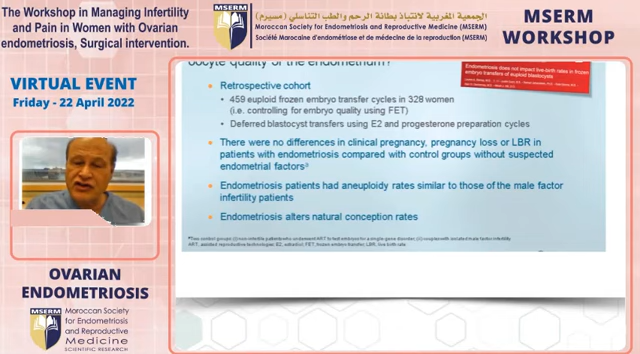 The Workshop in Managing Infertility
and Pain in Women with Ovarian
endometriosis, Surgical intervention.
الجمعية المغربية لانتباذ بطانة الرحم والطب التناسلي (مسيرم)
Moroccan Society for Endometriosis and Reproductive Medicine (MSERM)
Société Marocaine d'endométriose et de médecine de la reproduction (MSERM)
MSERM
WORKSHOP
VIRTUAL EVENT
Friday - 22 April 2022
oocyte quality or the endometrium?
Endometriosis does not impact live-birth rates in frozen
embryo transfers of euploid blastocysts
• Retrospective cohort
• 459 euploid frozen embryo transfer cycles in 328 women
(i.e. controlling for embryo quality using FET)
• Deferred blastocyst transfers using E2 and progesterone preparation cycles
• There were no differences in clinical pregnancy, pregnancy loss or LBR in
patients with endometriosis compared with control groups without suspected
endometrial factors
• Endometriosis patients had aneuploidy rates similar to those of the male factor
infertility patients
• Endometriosis alters natural conception rates
OVARIAN
ENDOMETRIOSIS
MSERM
Moroccan Society
for Endometriosis
and Reproductive
Medicine
SCIENTIFIC RESEARCH